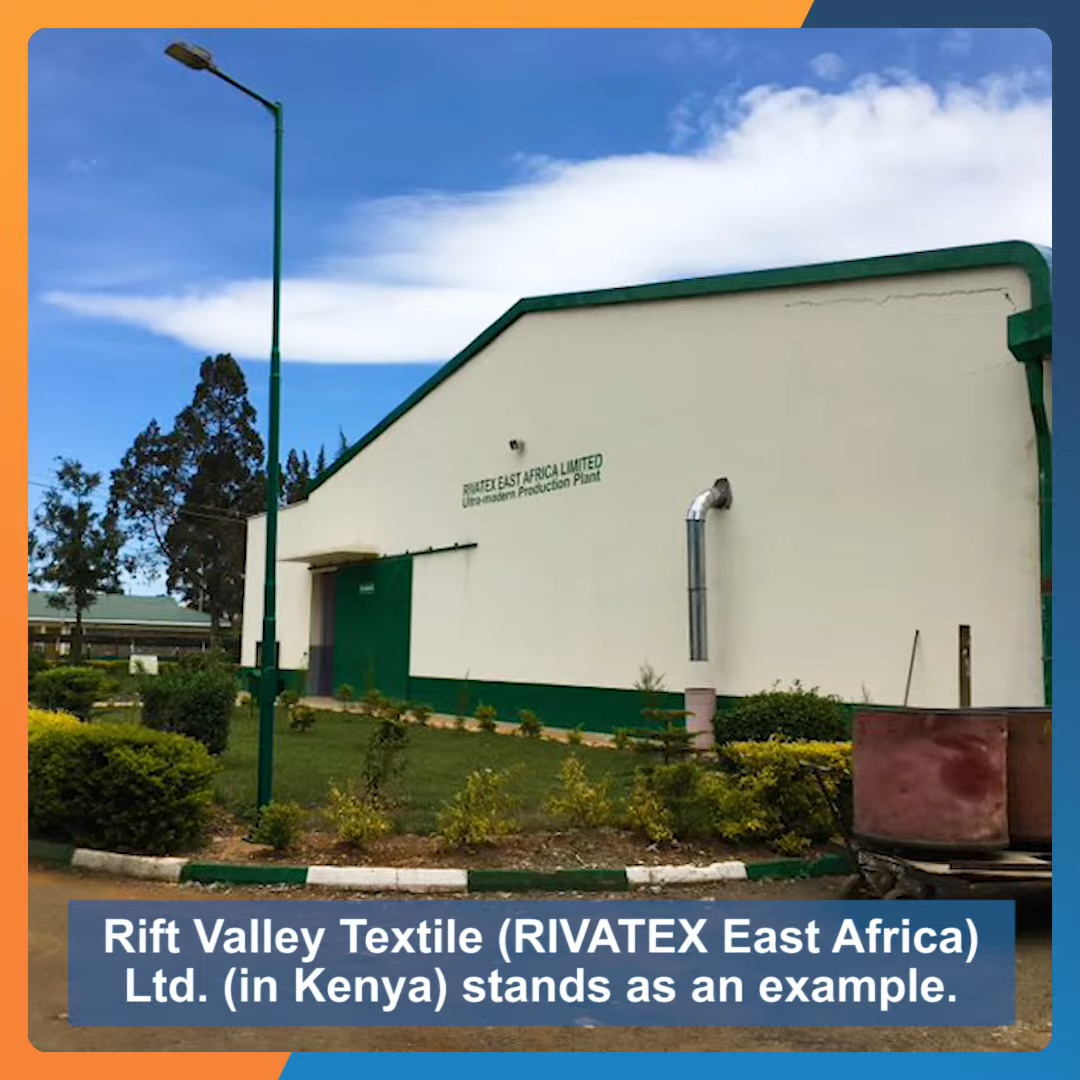 RIVATEX EAST AFRICA LIMITED
Ultra-modern Production Plant
Rift Valley Textile (RIVATEX East Africa)
Ltd. (in Kenya) stands as an example.